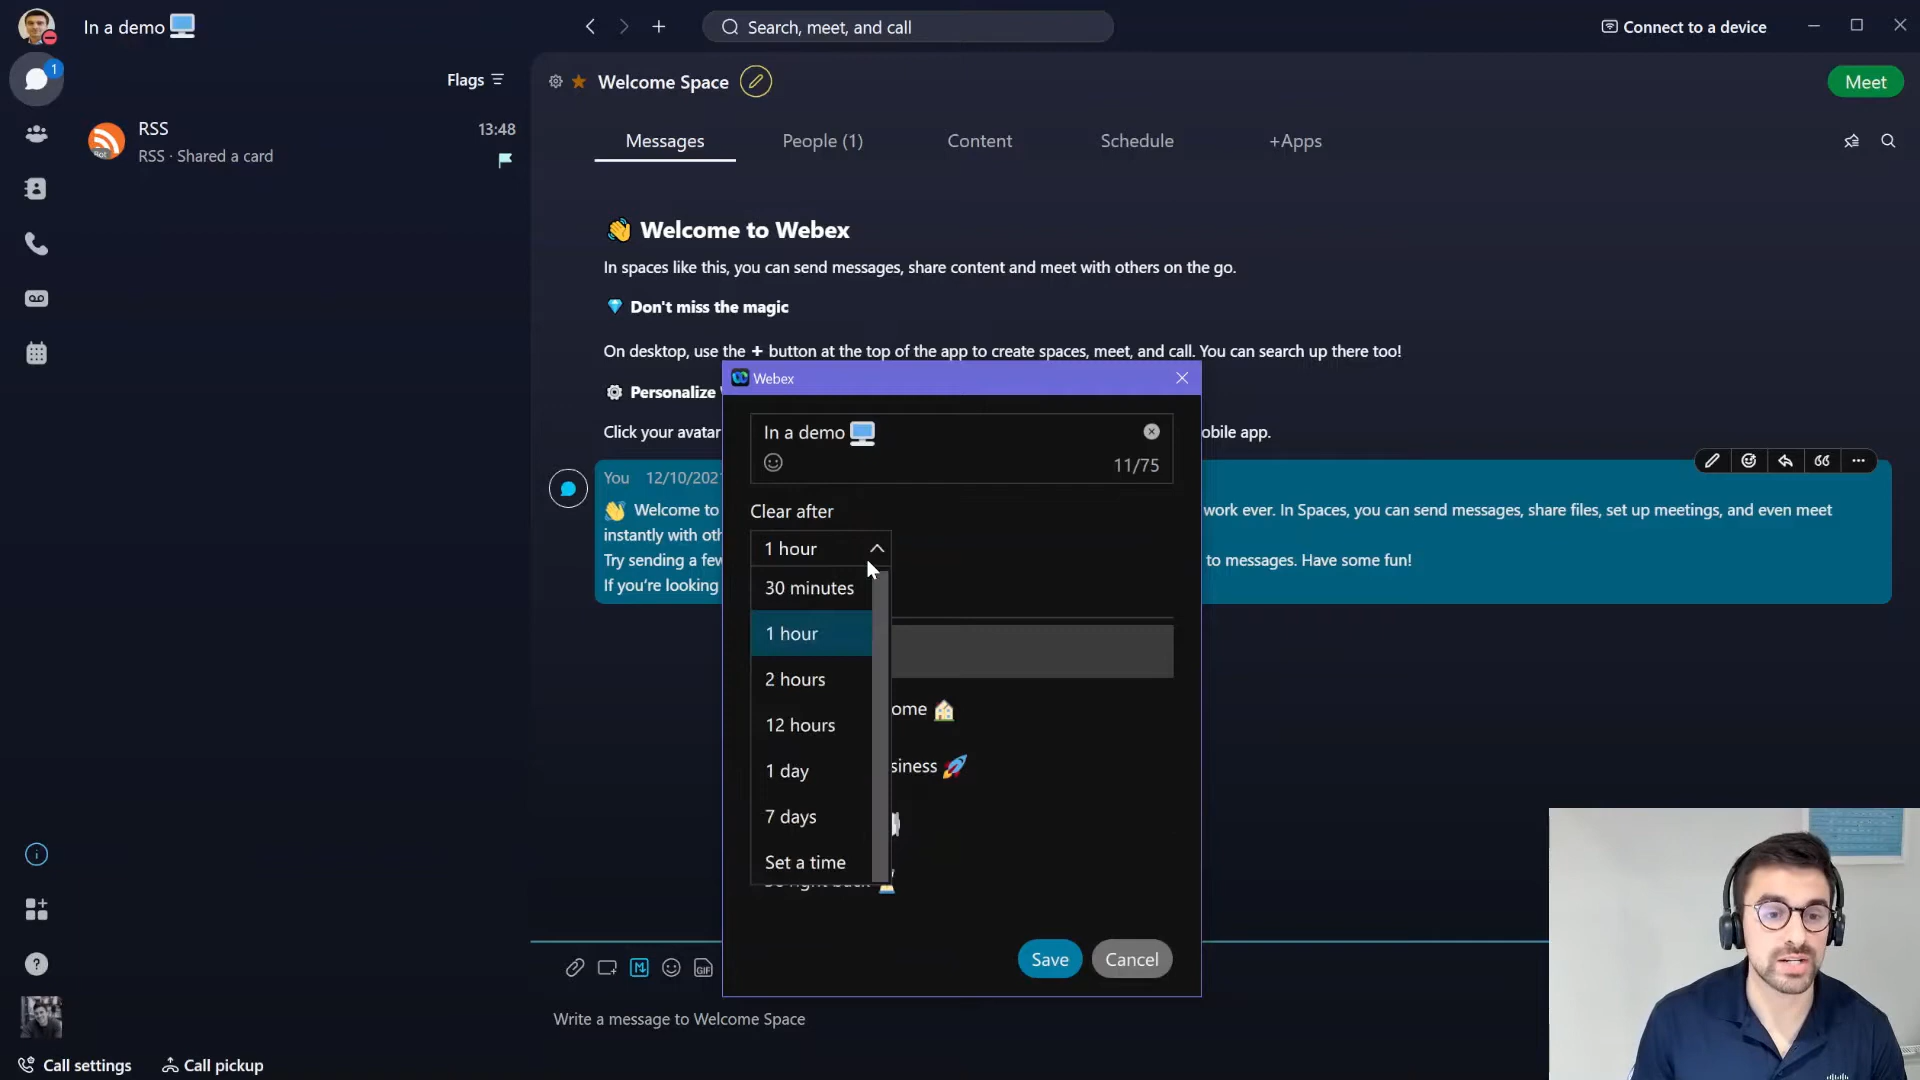 In a demo
Search, meet, and call
Connect to a device
1
Flags
RSS
13:48
RSS · Shared a card
Bot
Welcome Space
Meet
Messages
People (1)
Content
Schedule
+Apps
👋 Welcome to Webex
In spaces like this, you can send messages, share content and meet with others on the go.
💎 Don't miss the magic
On desktop, use the + button at the top of the app to create spaces, meet, and call. You can search up there too!
Personalize
Click your avatar
obile app.
You 12/10/2021
👋 Welcome to
work ever. In Spaces, you can send messages, share files, set up meetings, and even meet
instantly with oth
Try sending a few
to messages. Have some fun!
If you're looking
Webex
In a demo
11/75
Clear after
1 hour
30 minutes
1 hour
2 hours
12 hours
1 day
7 days
Set a time
ome 🏠
siness 🚀
Save
Cancel
GIF
Write a message to Welcome Space
Call settings
Call pickup